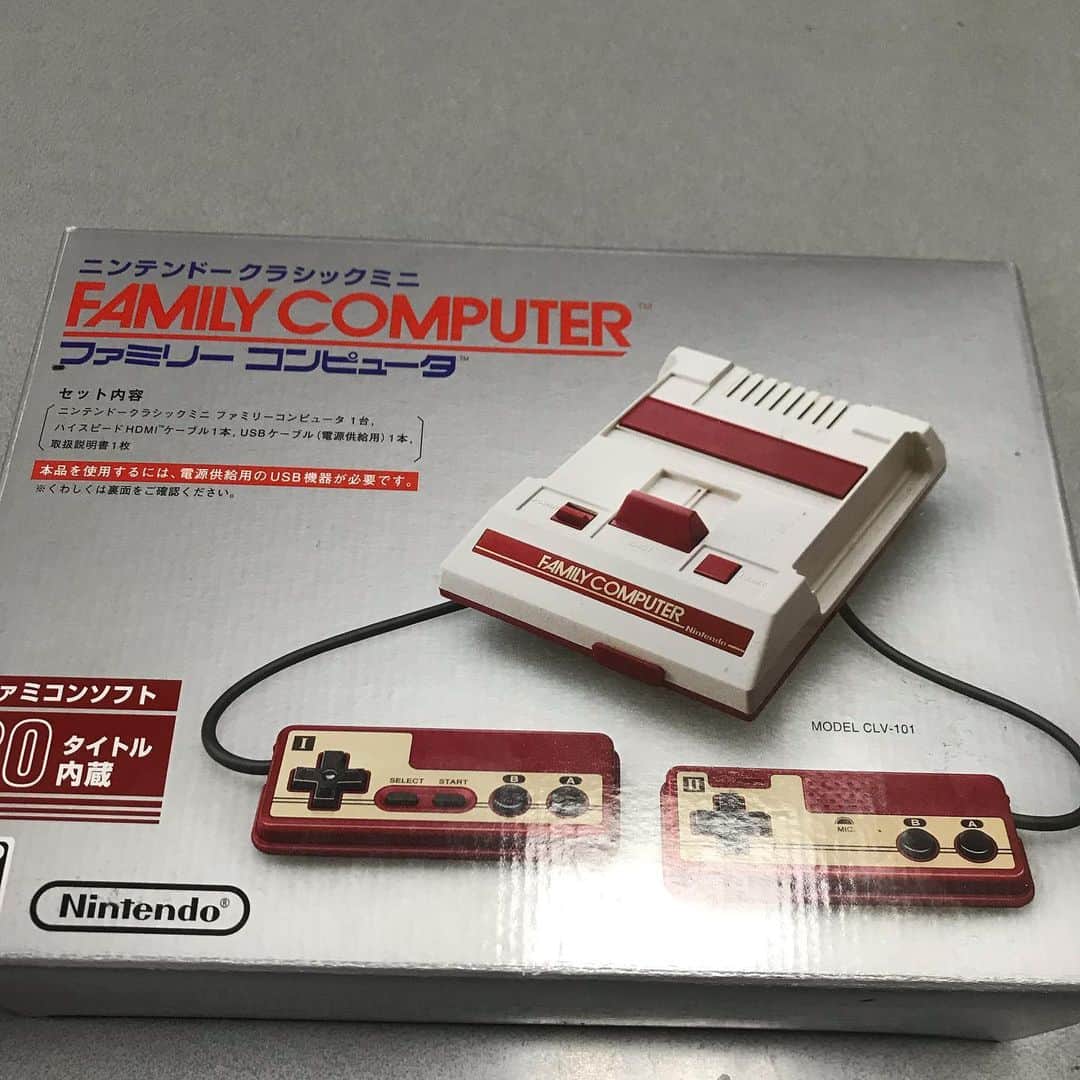 ニンテンドークラシックミニ
FAMILY COMPUTER™
ファミリー コンピュータ™
セット内容
ニンテンドークラシックミニ ファミリーコンピュータ 1台,
ハイスピードHDMI™ケーブル1本, USBケーブル(電源供給用)1本,
取扱説明書1枚
本品を使用するには、電源供給用のUSB機器が必要です。
※くわしくは裏面をご確認ください。
FAMILY COMPUTER
Nintendo
MODEL CLV-101
ァミコンソフト
0 タイトル
内蔵
I
SELECT START B A
II
MIC B A
Nintendo®